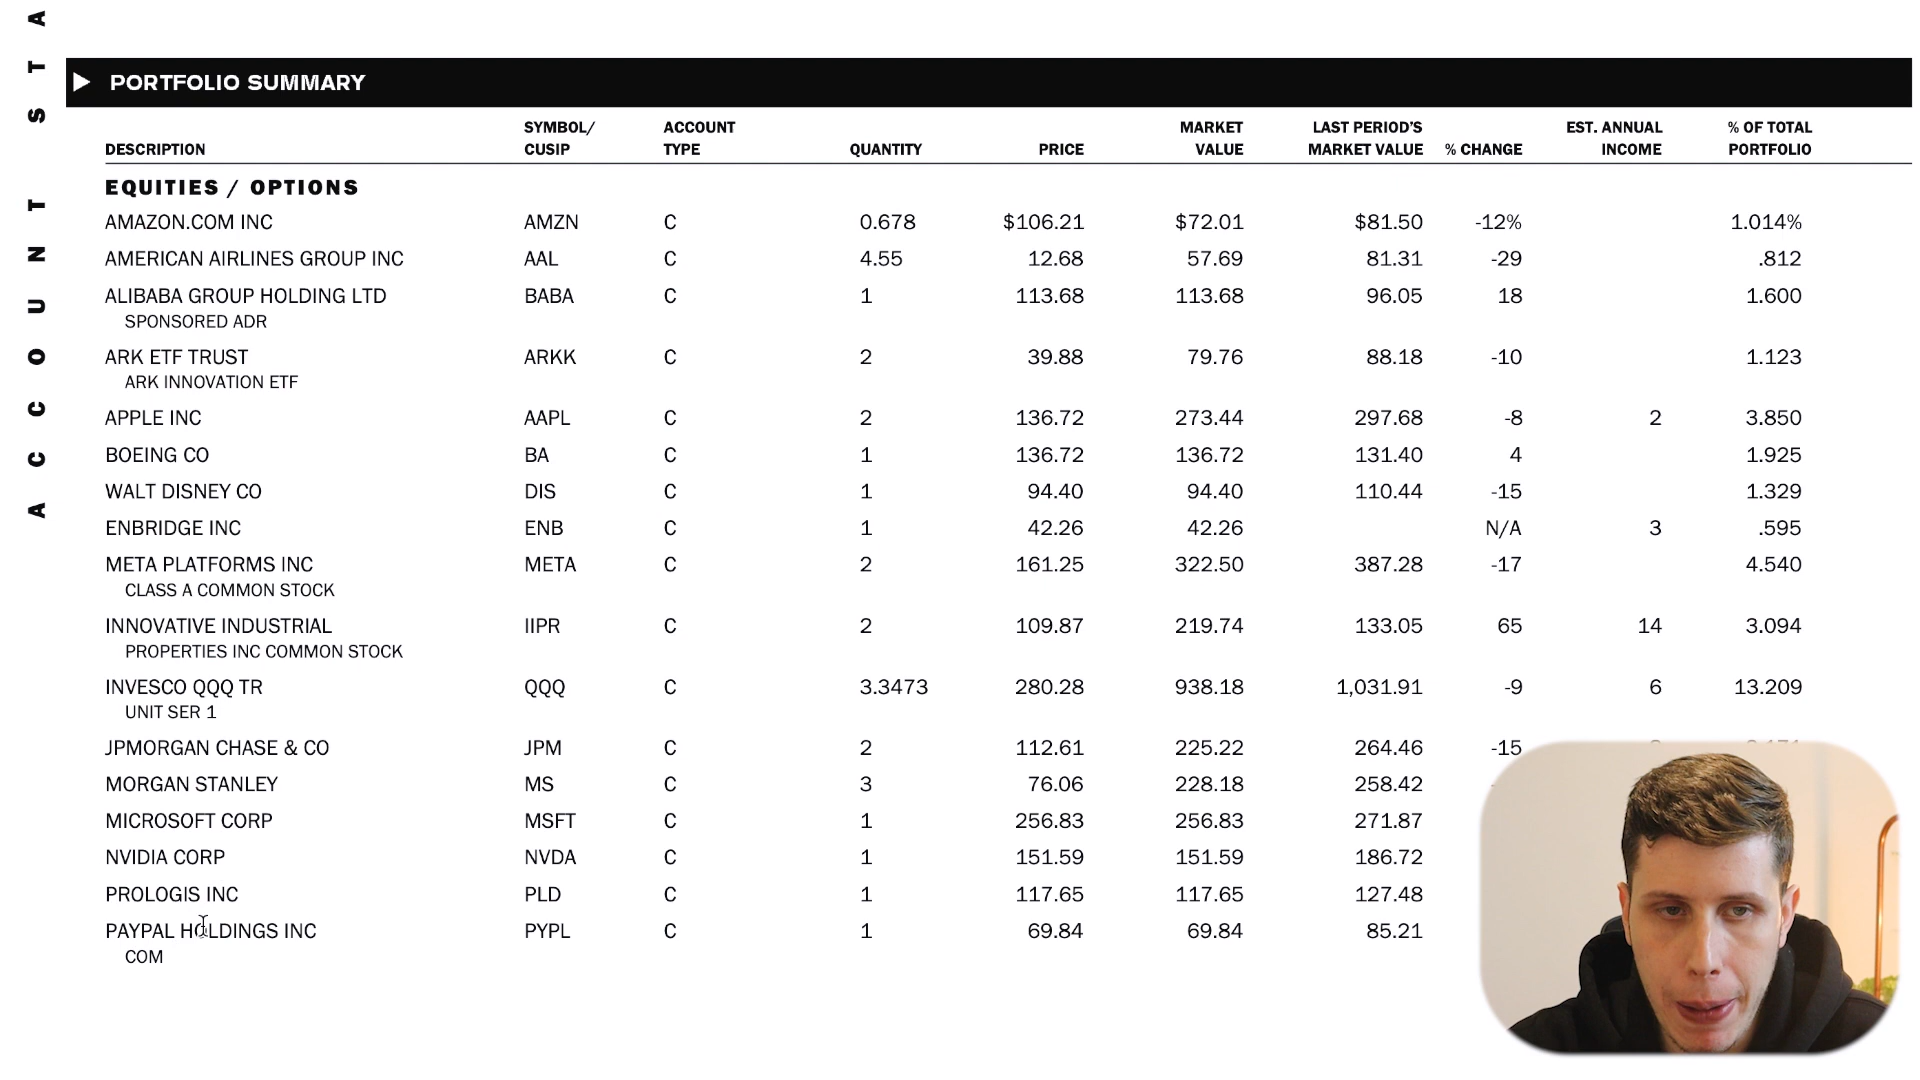 ACCOUNT STA
PORTFOLIO SUMMARY
DESCRIPTION SYMBOL/ CUSIP ACCOUNT TYPE QUANTITY PRICE MARKET VALUE LAST PERIOD'S MARKET VALUE % CHANGE EST. ANNUAL INCOME % OF TOTAL PORTFOLIO
EQUITIES / OPTIONS
AMAZON.COM INC AMZN C 0.678 $106.21 $72.01 $81.50 -12% 1.014%
AMERICAN AIRLINES GROUP INC AAL C 4.55 12.68 57.69 81.31 -29 .812
ALIBABA GROUP HOLDING LTD BABA C 1 113.68 113.68 96.05 18 1.600
SPONSORED ADR
ARK ETF TRUST ARKK C 2 39.88 79.76 88.18 -10 1.123
ARK INNOVATION ETF
APPLE INC AAPL C 2 136.72 273.44 297.68 -8 2 3.850
BOEING CO BA C 1 136.72 136.72 131.40 4 1.925
WALT DISNEY CO DIS C 1 94.40 94.40 110.44 -15 1.329
ENBRIDGE INC ENB C 1 42.26 42.26 N/A 3 .595
META PLATFORMS INC META C 2 161.25 322.50 387.28 -17 4.540
CLASS A COMMON STOCK
INNOVATIVE INDUSTRIAL IIPR C 2 109.87 219.74 133.05 65 14 3.094
PROPERTIES INC COMMON STOCK
INVESCO QQQ TR QQQ C 3.3473 280.28 938.18 1,031.91 -9 6 13.209
UNIT SER 1
JPMORGAN CHASE & CO JPM C 2 112.61 225.22 264.46 -15
MORGAN STANLEY MS C 3 76.06 228.18 258.42
MICROSOFT CORP MSFT C 1 256.83 256.83 271.87
NVIDIA CORP NVDA C 1 151.59 151.59 186.72
PROLOGIS INC PLD C 1 117.65 117.65 127.48
PAYPAL HOLDINGS INC PYPL C 1 69.84 69.84 85.21
COM